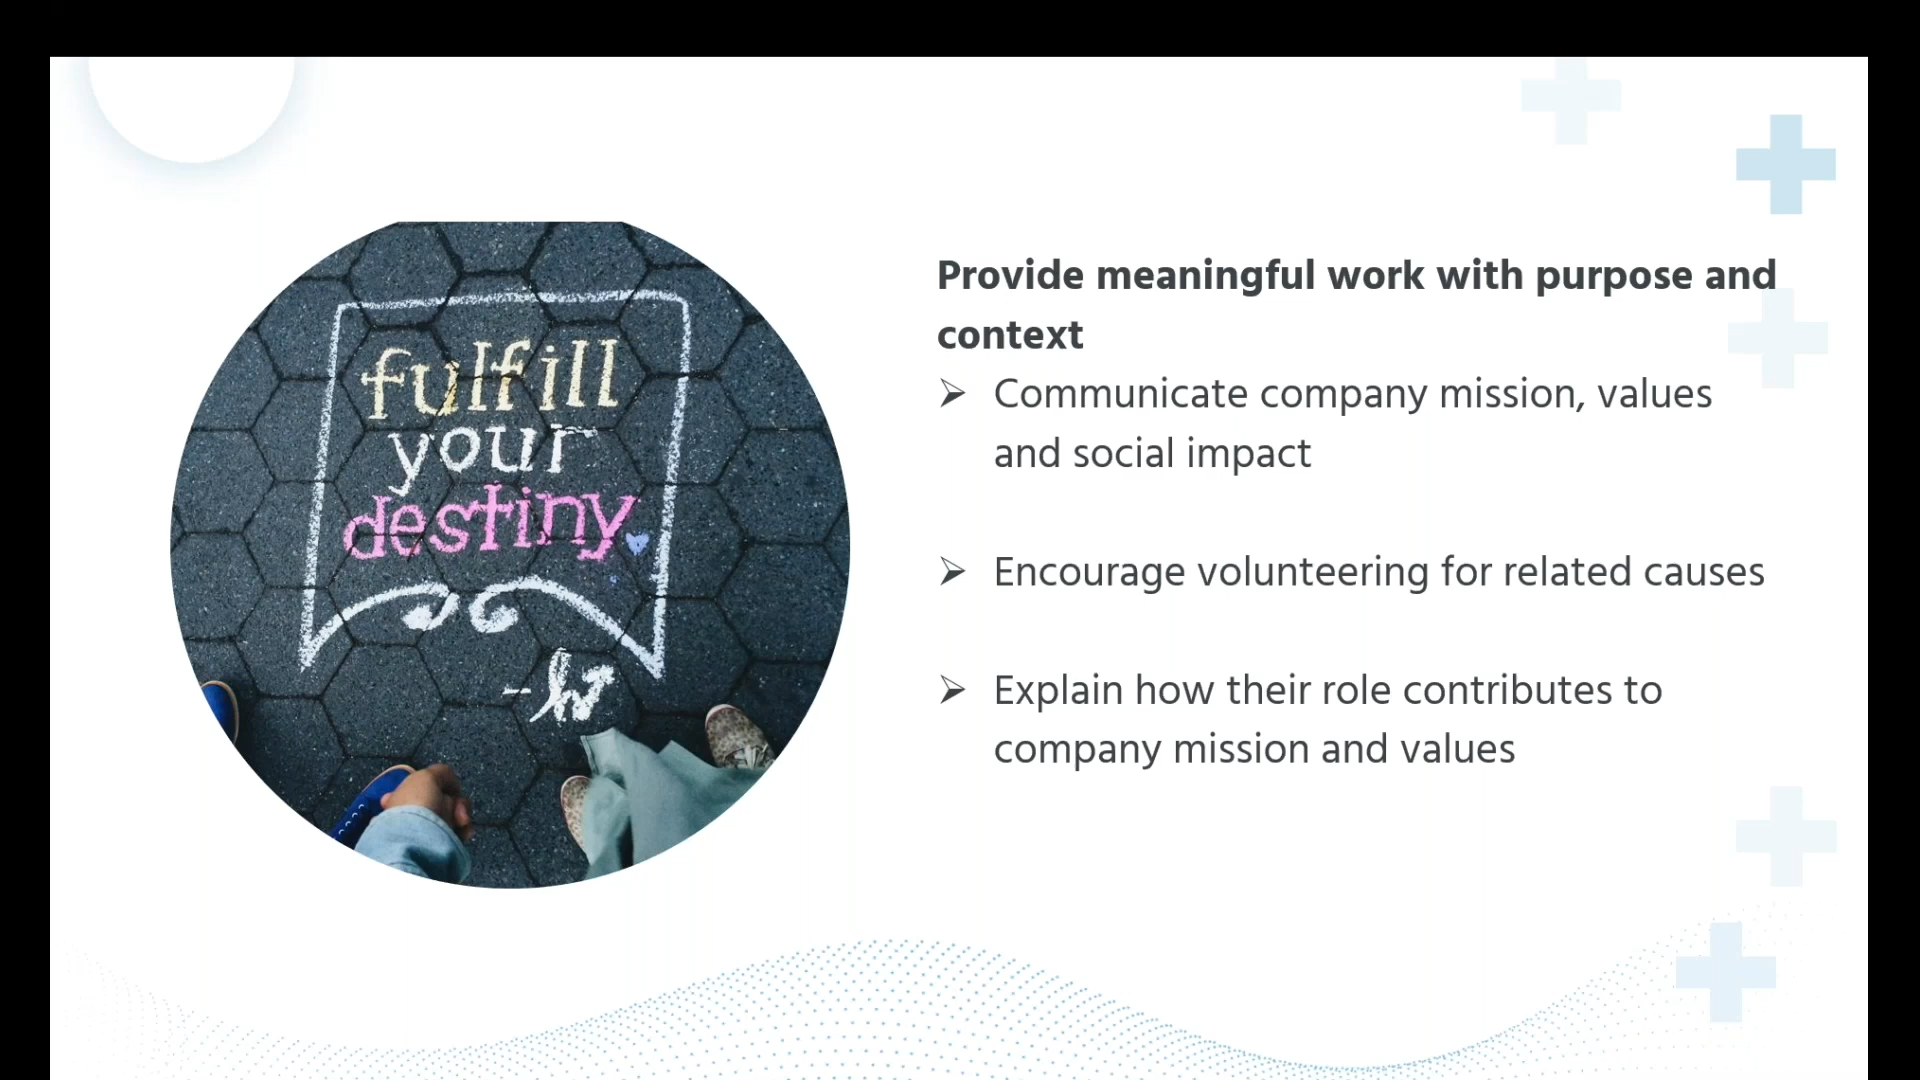 fulfill
your
destiny
Provide meaningful work with purpose and
context
➢ Communicate company mission, values
and social impact
➢ Encourage volunteering for related causes
➢ Explain how their role contributes to
company mission and values